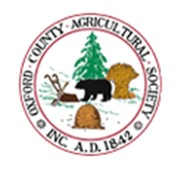 OXFORD · COUNTY · AGRICULTURAL · SOCIETY
INC. A.D. 1842